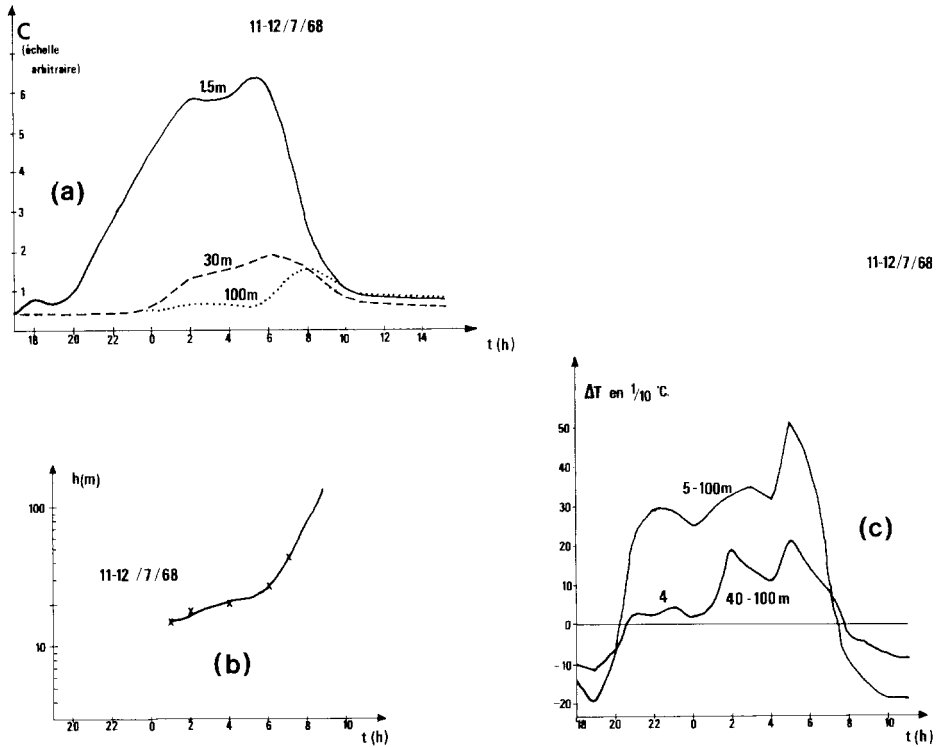 11-12/7/68
C
(échelle
arbitraire)
6
5
4
3
2
1
1.5m
(a)
30m
100m
18 20 22 0 2 4 6 8 10 12 14
t (h)
11-12/7/68
h(m)
100
10
11-12 /7/68
(b)
20 22 0 2 4 6 8 10
t (h)
ΔT en 1/10 °C.
50
40
30
20
10
0
-10
-20
5-100m
(c)
4
40-100m
18 20 22 0 2 4 6 8 10
t(h)